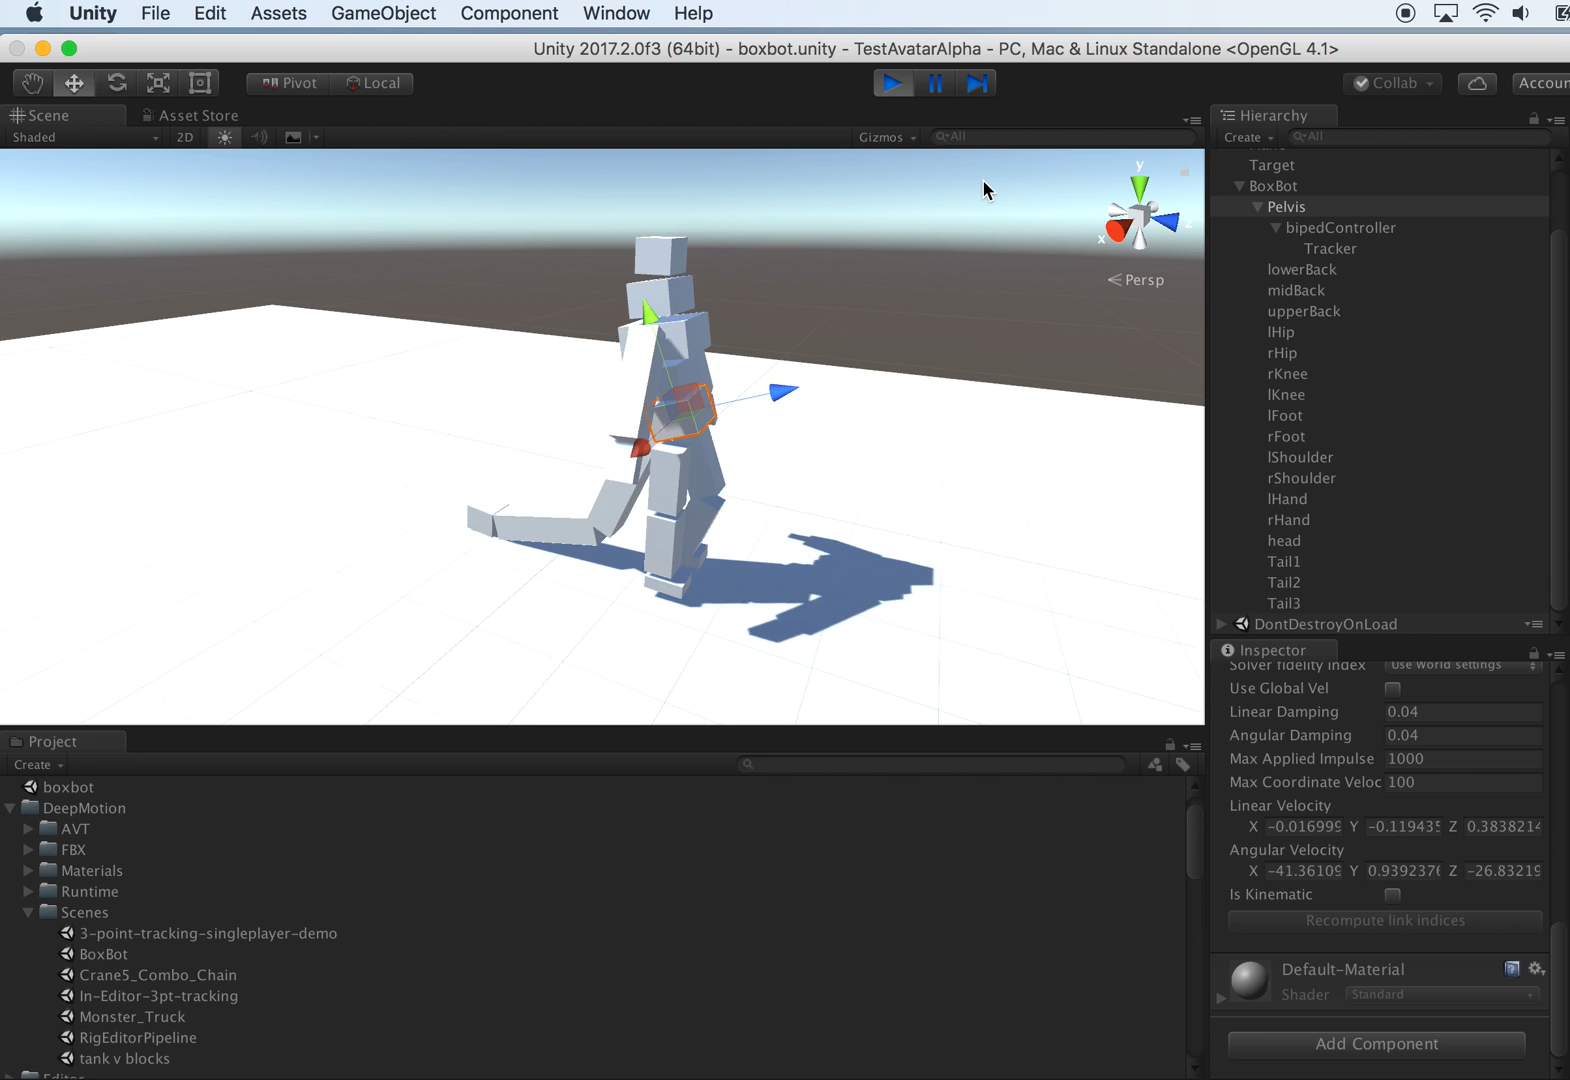 Unity File Edit Assets GameObject Component Window Help
Unity 2017.2.0f3 (64bit) - boxbot.unity - TestAvatarAlpha - PC, Mac & Linux Standalone <OpenGL 4.1>
Pivot Local Collab Accoun
Scene Asset Store
Shaded 2D Gizmos All
y
x z
Persp
Hierarchy
Create All
Target
BoxBot
Pelvis
bipedController
Tracker
lowerBack
midBack
upperBack
lHip
rHip
rKnee
lKnee
lFoot
rFoot
lShoulder
rShoulder
lHand
rHand
head
Tail1
Tail2
Tail3
DontDestroyOnLoad
Inspector
Solver fidelity index Use World settings
Use Global Vel
Linear Damping 0.04
Angular Damping 0.04
Max Applied Impulse 1000
Max Coordinate Veloc 100
Linear Velocity
X -0.016999 Y -0.119435 Z 0.3838214
Angular Velocity
X -41.36109 Y 0.9392376 Z -26.83219
Is Kinematic
Recompute link indices
Default-Material
Shader Standard
Add Component
Project
Create
boxbot
DeepMotion
AVT
FBX
Materials
Runtime
Scenes
3-point-tracking-singleplayer-demo
BoxBot
Crane5_Combo_Chain
In-Editor-3pt-tracking
Monster_Truck
RigEditorPipeline
tank v blocks